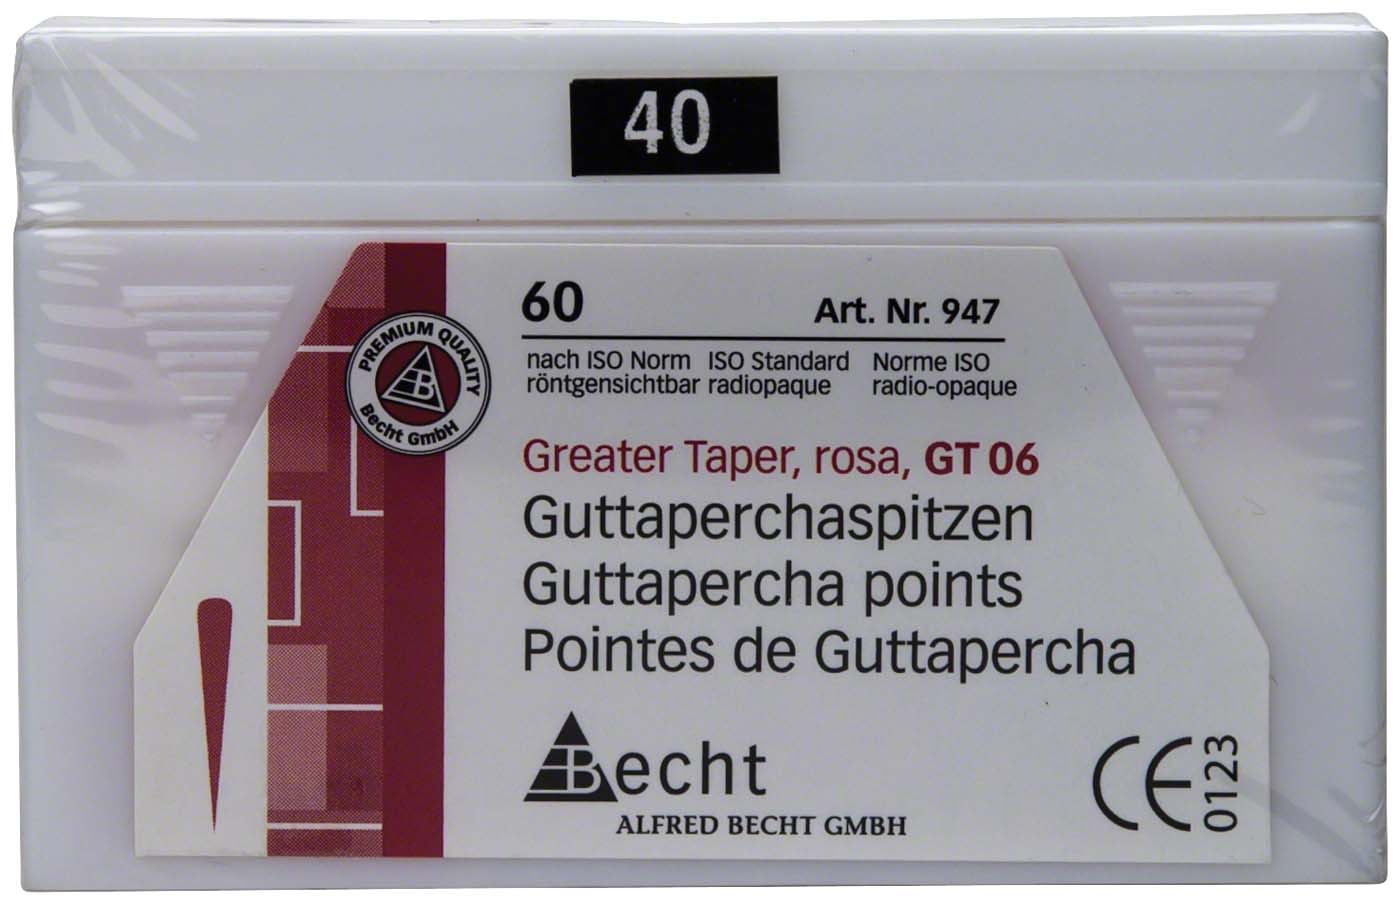 40
60 Art. Nr. 947
nach ISO Norm ISO Standard Norme ISO
röntgensichtbar radiopaque radio-opaque
PREMIUM QUALITY
B
Becht GmbH
Greater Taper, rosa, GT 06
Guttaperchaspitzen
Guttapercha points
Pointes de Guttapercha
Becht
ALFRED BECHT GMBH
CE 0123